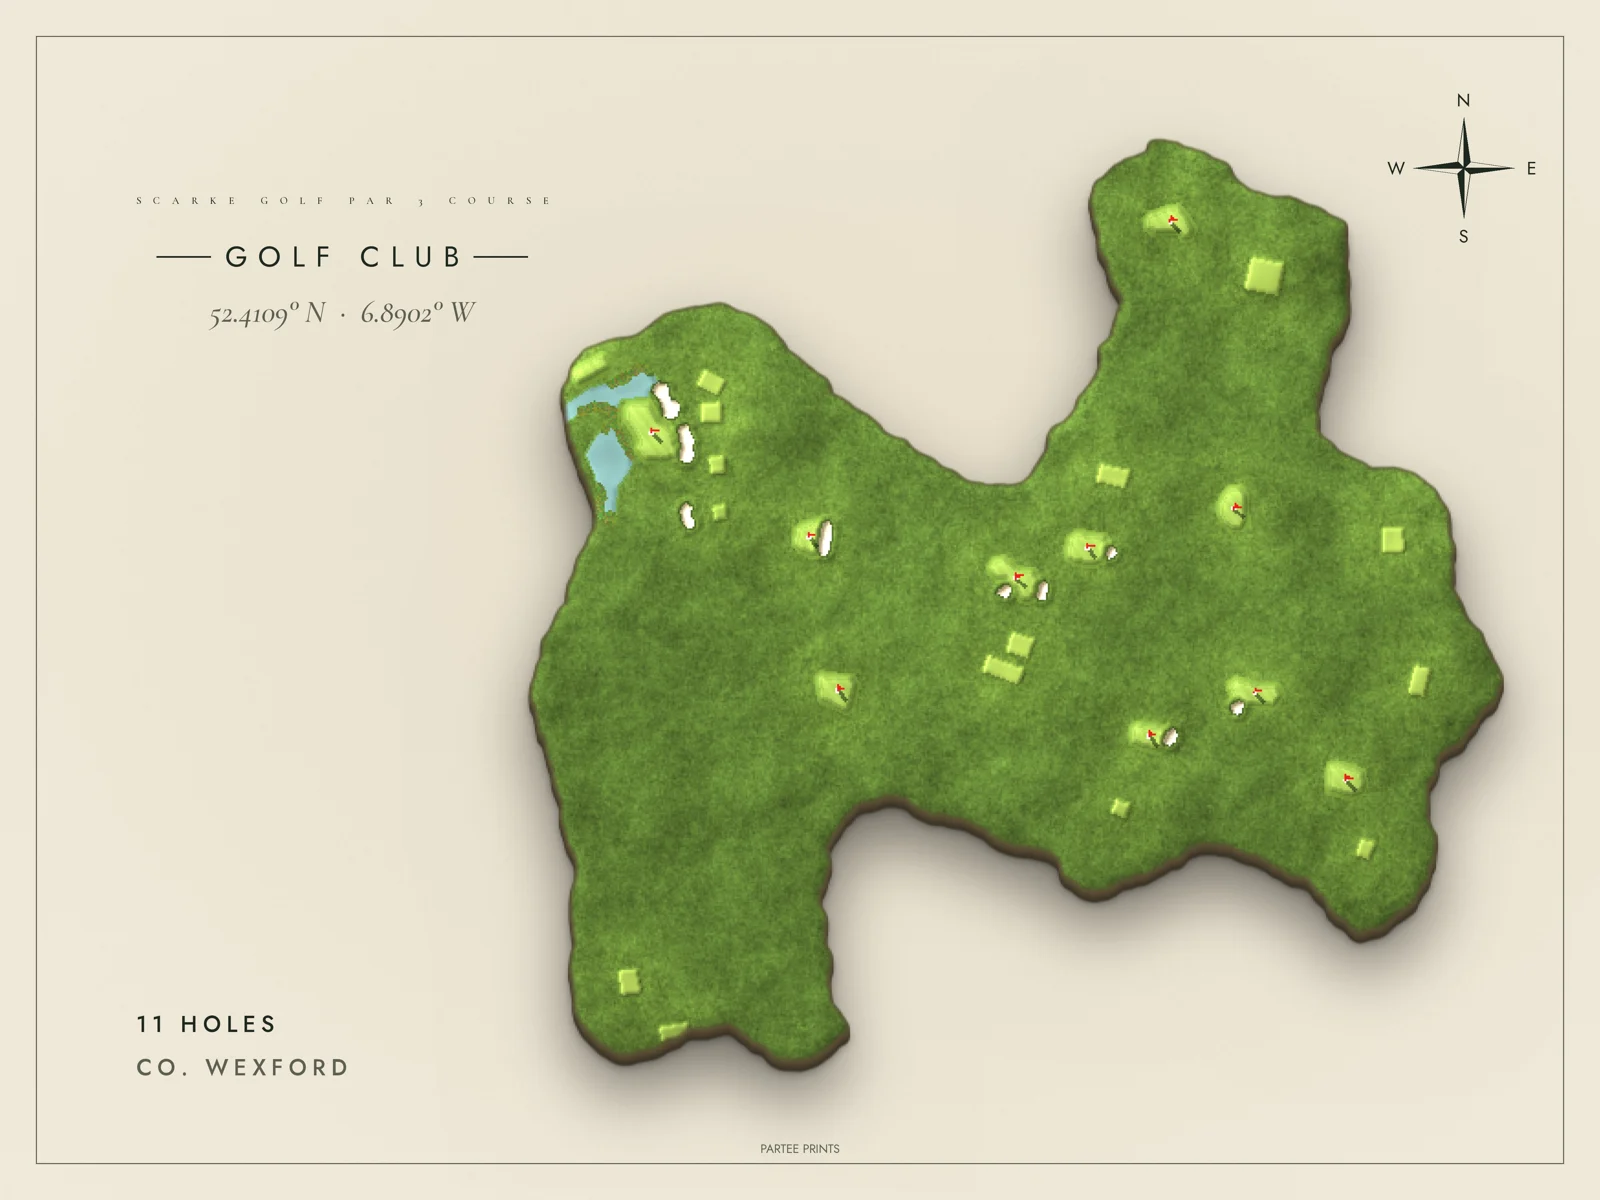 SCARKE GOLF PAR 3 COURSE
GOLF CLUB
52.4109° N · 6.8902° W
N
W E
S
11 HOLES
CO. WEXFORD
PARTEE PRINTS